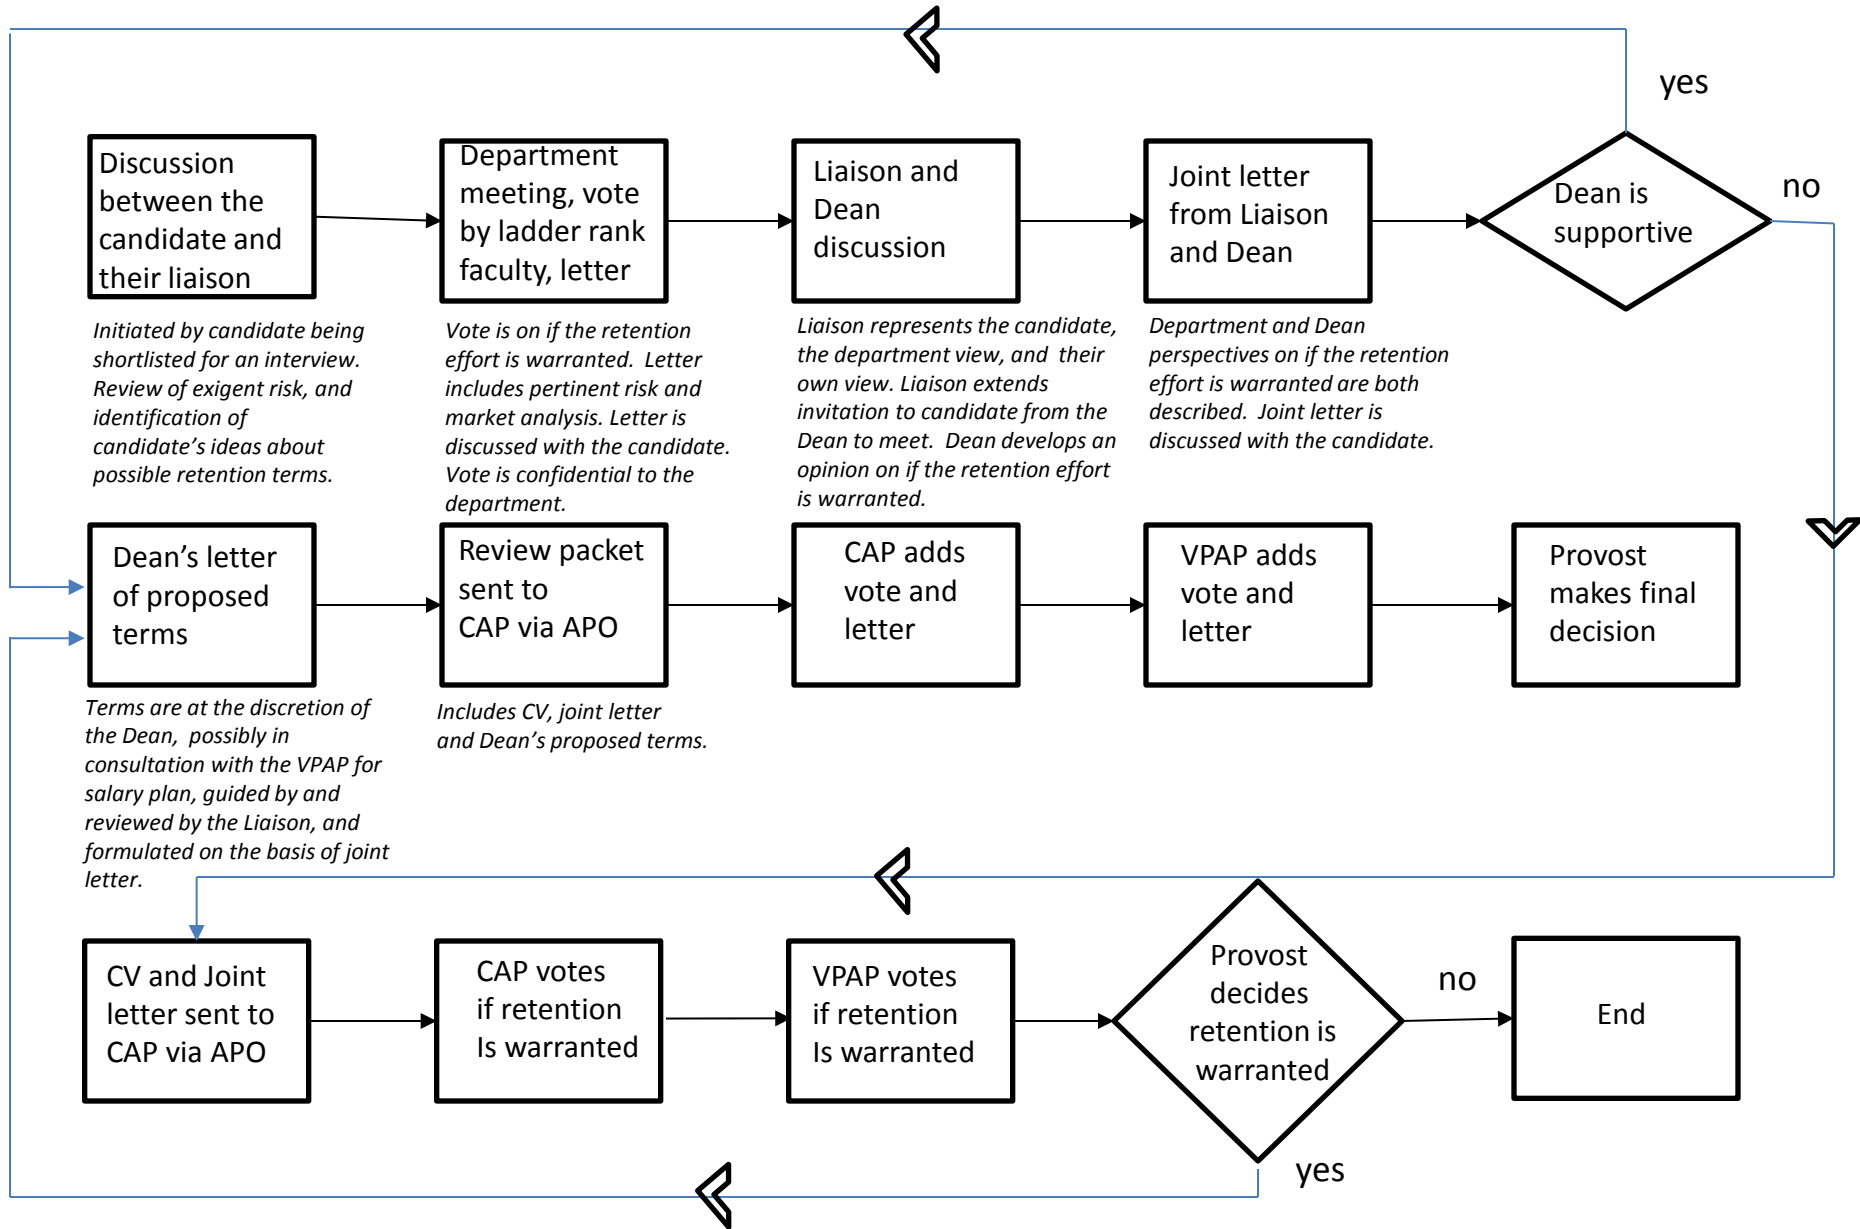 yes
Discussion
between the
candidate and
their liaison
Department
meeting, vote
by ladder rank
faculty, letter
Liaison and
Dean
discussion
Joint letter
from Liaison
and Dean
Dean is
supportive
no
Initiated by candidate being
shortlisted for an interview.
Review of exigent risk, and
identification of
candidate’s ideas about
possible retention terms.
Vote is on if the retention
effort is warranted.  Letter
includes pertinent risk and
market analysis. Letter is
discussed with the candidate.
Vote is confidential to the
department.
Liaison represents the candidate,
the department view, and  their
own view. Liaison extends
invitation to candidate from the
Dean to meet.  Dean develops an
opinion on if the retention effort
is warranted.
Department and Dean
perspectives on if the retention
effort is warranted are both
described.  Joint letter is
discussed with the candidate.
Dean’s letter
of proposed
terms
Review packet
sent to
CAP via APO
CAP adds
vote and
letter
VPAP adds
vote and
letter
Provost
makes final
decision
Terms are at the discretion of
the Dean,  possibly in
consultation with the VPAP for
salary plan, guided by and
reviewed by the Liaison, and
formulated on the basis of joint
letter.
Includes CV, joint letter
and Dean’s proposed terms.
CV and Joint
letter sent to
CAP via APO
CAP votes
if retention
Is warranted
VPAP votes
if retention
Is warranted
Provost
decides
retention is
warranted
no
End
yes